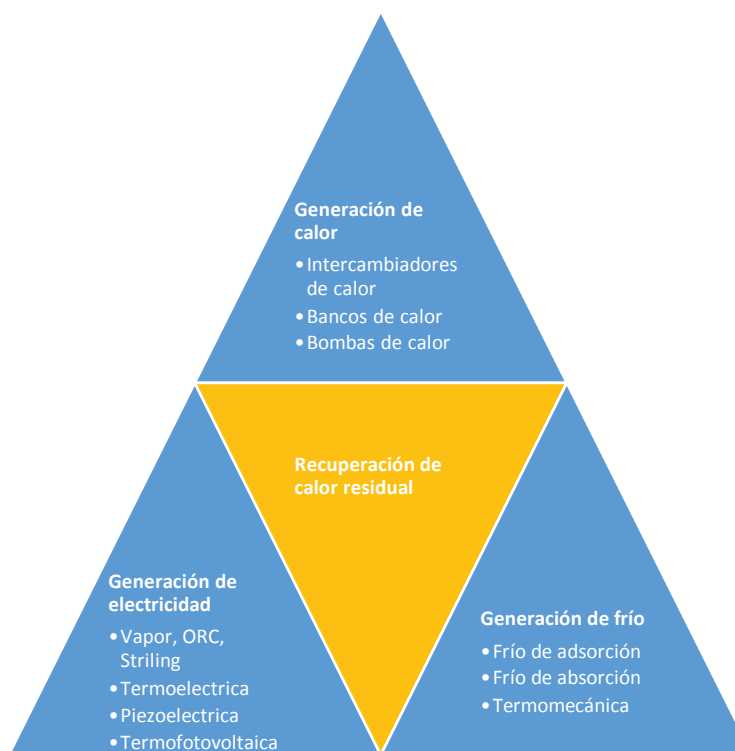 Generación de
calor
•Intercambiadores
de calor
•Bancos de calor
•Bombas de calor
Recuperación de
calor residual
Generación de
electricidad
•Vapor, ORC,
Striling
•Termoelectrica
•Piezoelectrica
•Termofotovoltaica
Generación de frío
•Frío de adsorción
•Frío de absorción
•Termomecánica